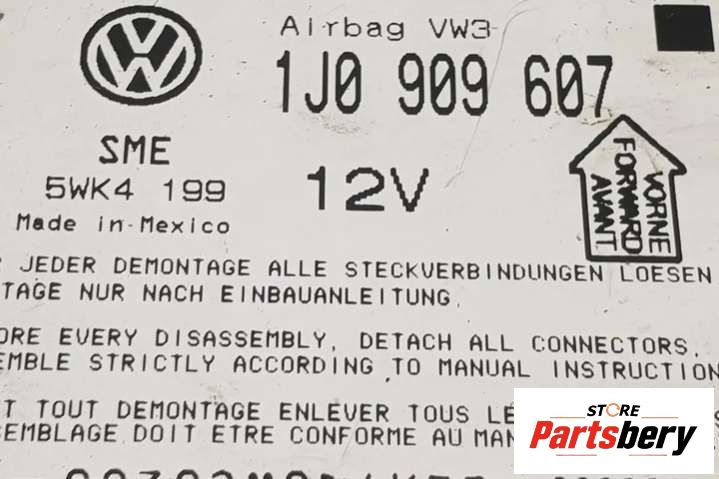 Airbag VW3
1J0 909 607
SME
5WK4 199
12V
VORNE
FORWARD
AVANT
Made in Mexico
JEDER DEMONTAGE ALLE STECKVERBINDUNGEN LOESEN
TAGE NUR NACH EINBAUANLEITUNG.
ORE EVERY DISASSEMBLY, DETACH ALL CONNECTORS.
EMBLE STRICTLY ACCORDING TO MANUAL INSTRUCTION
T TOUT DEMONTAGE ENLEVER TOUS LE
SEMBLAGE DOIT ETRE CONFORME AU MAN
STORE
Partsbery